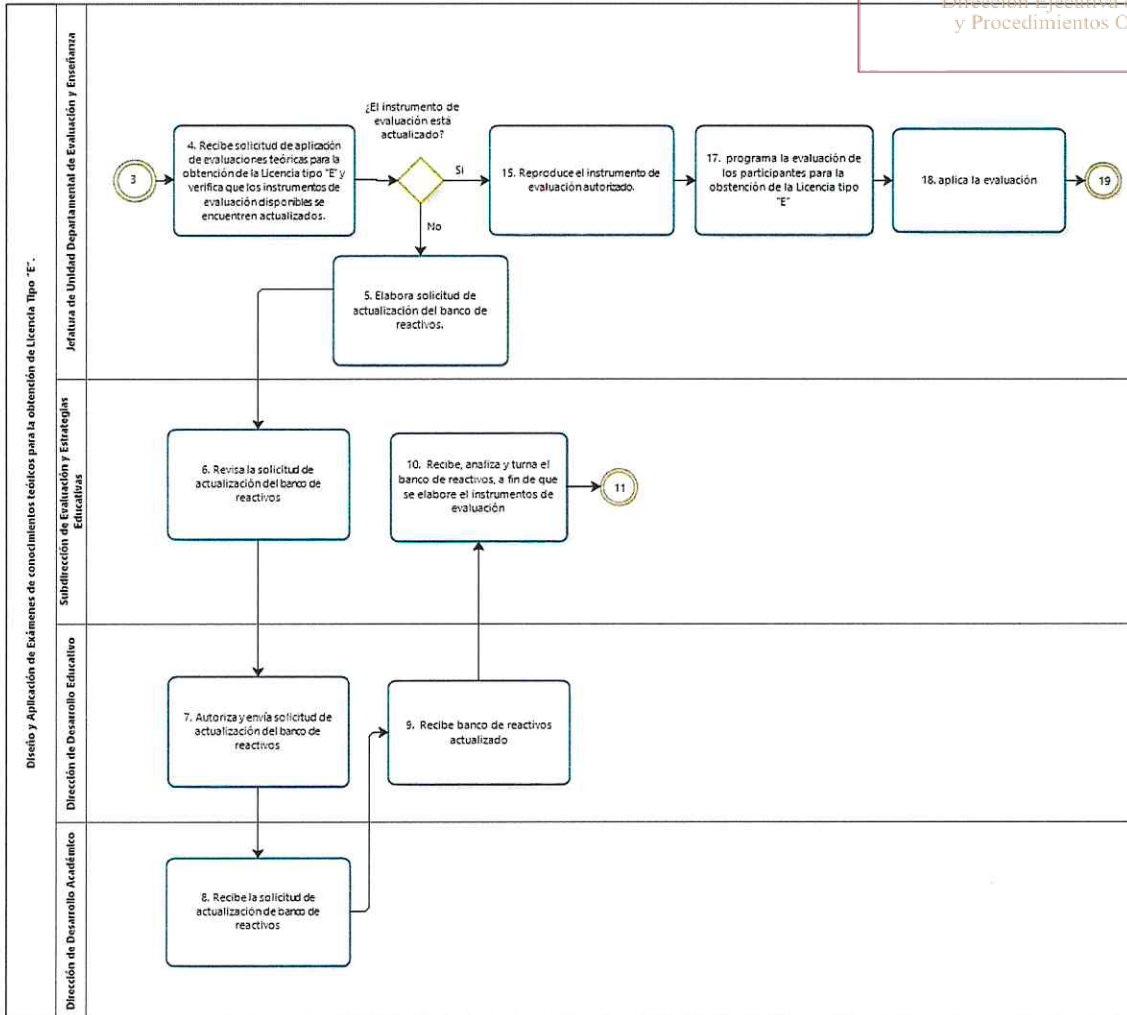 y Procedimientos O
Diseño y Aplicación de Exámenes de conocimientos teóricos para la obtención de Licencia Tipo "E".
Jefatura de Unidad Departamental de Evaluación y Enseñanza
3
4. Recibe solicitud de aplicación
de evaluaciones teóricas para la
obtención de la Licencia tipo "E" y
verifica que los instrumentos de
evaluación disponibles se
encuentren actualizados.
¿El instrumento de
evaluación está
actualizado?
Si
No
15. Reproduce el instrumento de
evaluación autorizado.
17. programa la evaluación de
los participantes para la
obstención de la Licencia tipo
"E"
18. aplica la evaluación
19
5. Elabora solicitud de
actualización del banco de
reactivos.
Subdirección de Evaluación y Estrategias
Educativas
6. Revisa la solicitud de
actualización del banco de
reactivos
10. Recibe, analiza y turna el
banco de reactivos, a fin de que
se elabore el instrumentos de
evaluación
11
Dirección de Desarrollo Educativo
7. Autoriza y envía solicitud de
actualización del banco de
reactivos
9. Recibe banco de reactivos
actualizado
Dirección de Desarrollo Académico
8. Recibe la solicitud de
actualización de banco de
reactivos